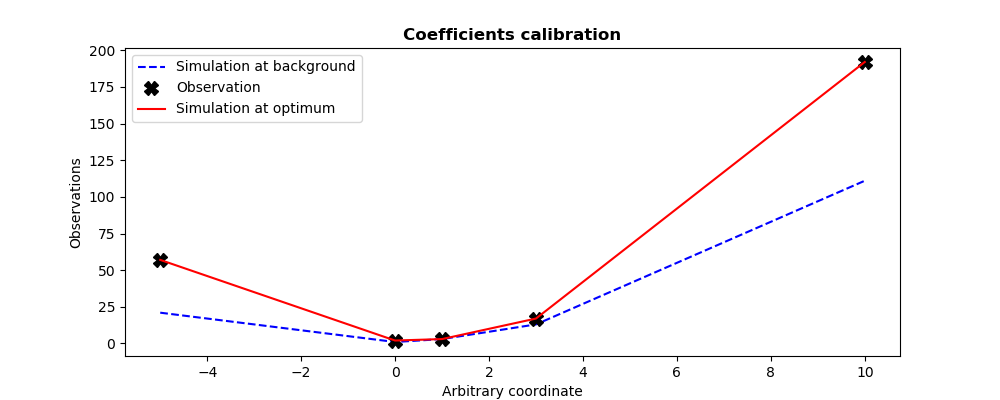 Coefficients calibration
Simulation at background
Observation
Simulation at optimum
Observations
200
175
150
125
100
75
50
25
0
−4 −2 0 2 4 6 8 10
Arbitrary coordinate